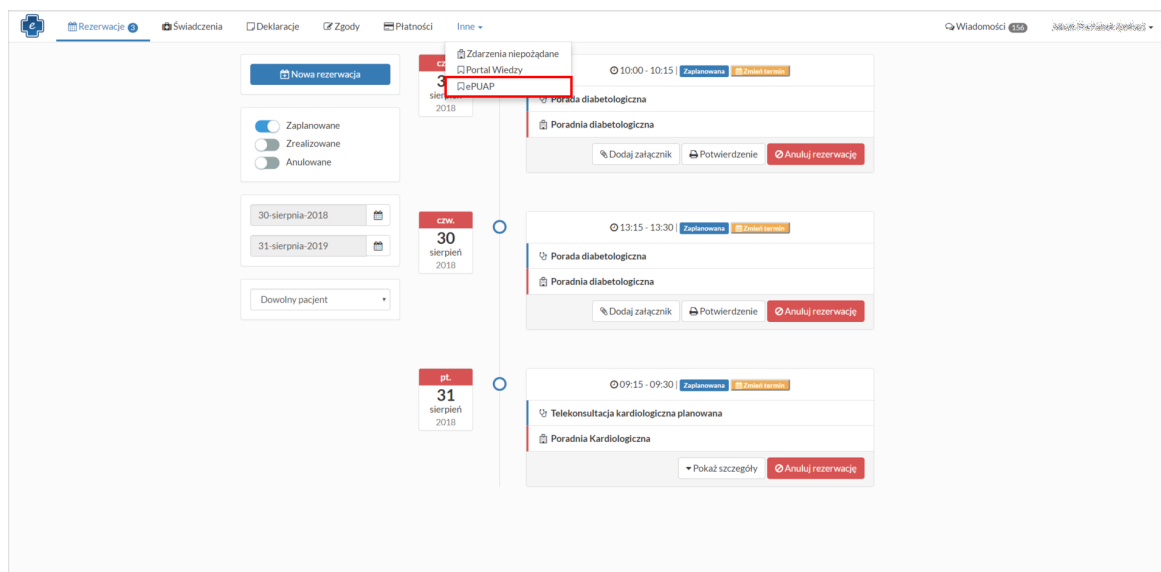 e Rezerwacje 3 Świadczenia Deklaracje Zgody Płatności Inne Wiadomości 156
Zdarzenia niepożądane
Portal Wiedzy
ePUAP
Nowa rezerwacja
Zaplanowane
Zrealizowane
Anulowane
30-sierpnia-2018
31-sierpnia-2019
Dowolny pacjent
2018
10:00 - 10:15 | Zaplanowana Zmień termin
Porada diabetologiczna
Poradnia diabetologiczna
Dodaj załącznik Potwierdzenie Anuluj rezerwację
czw.
30
sierpień
2018
13:15 - 13:30 | Zaplanowana Zmień termin
Porada diabetologiczna
Poradnia diabetologiczna
Dodaj załącznik Potwierdzenie Anuluj rezerwację
pt.
31
sierpień
2018
09:15 - 09:30 | Zaplanowana Zmień termin
Telekonsultacja kardiologiczna planowana
Poradnia Kardiologiczna
Pokaż szczegóły Anuluj rezerwację